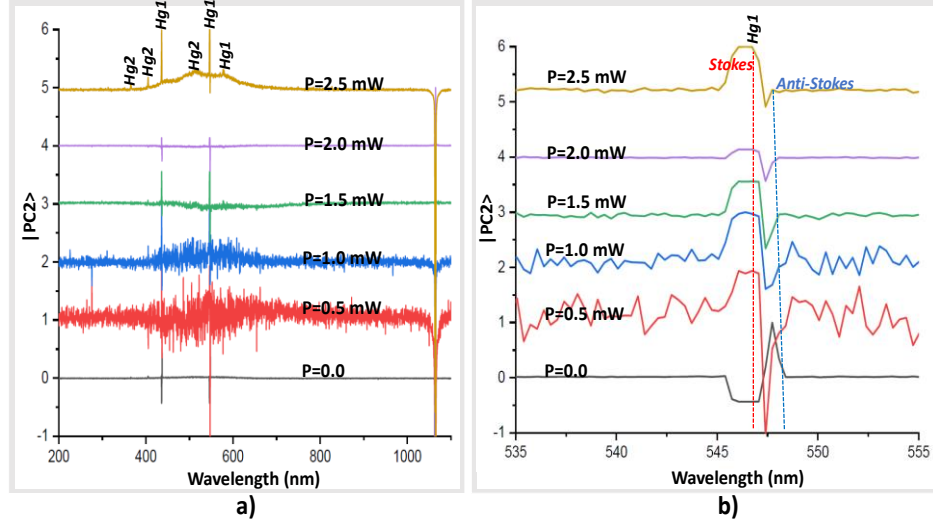 6
5
4
3
2
1
0
-1
|PC2>
Hg2
Hg2
Hg1
Hg2
Hg1
Hg1
P=2.5 mW
P=2.0 mW
P=1.5 mW
P=1.0 mW
P=0.5 mW
P=0.0
200
400
600
800
1000
Wavelength (nm)
a)
6
5
4
3
2
1
0
-1
|PC2>
Hg1
Stokes
Anti-Stokes
P=2.5 mW
P=2.0 mW
P=1.5 mW
P=1.0 mW
P=0.5 mW
P=0.0
535
540
545
550
555
Wavelength (nm)
b)